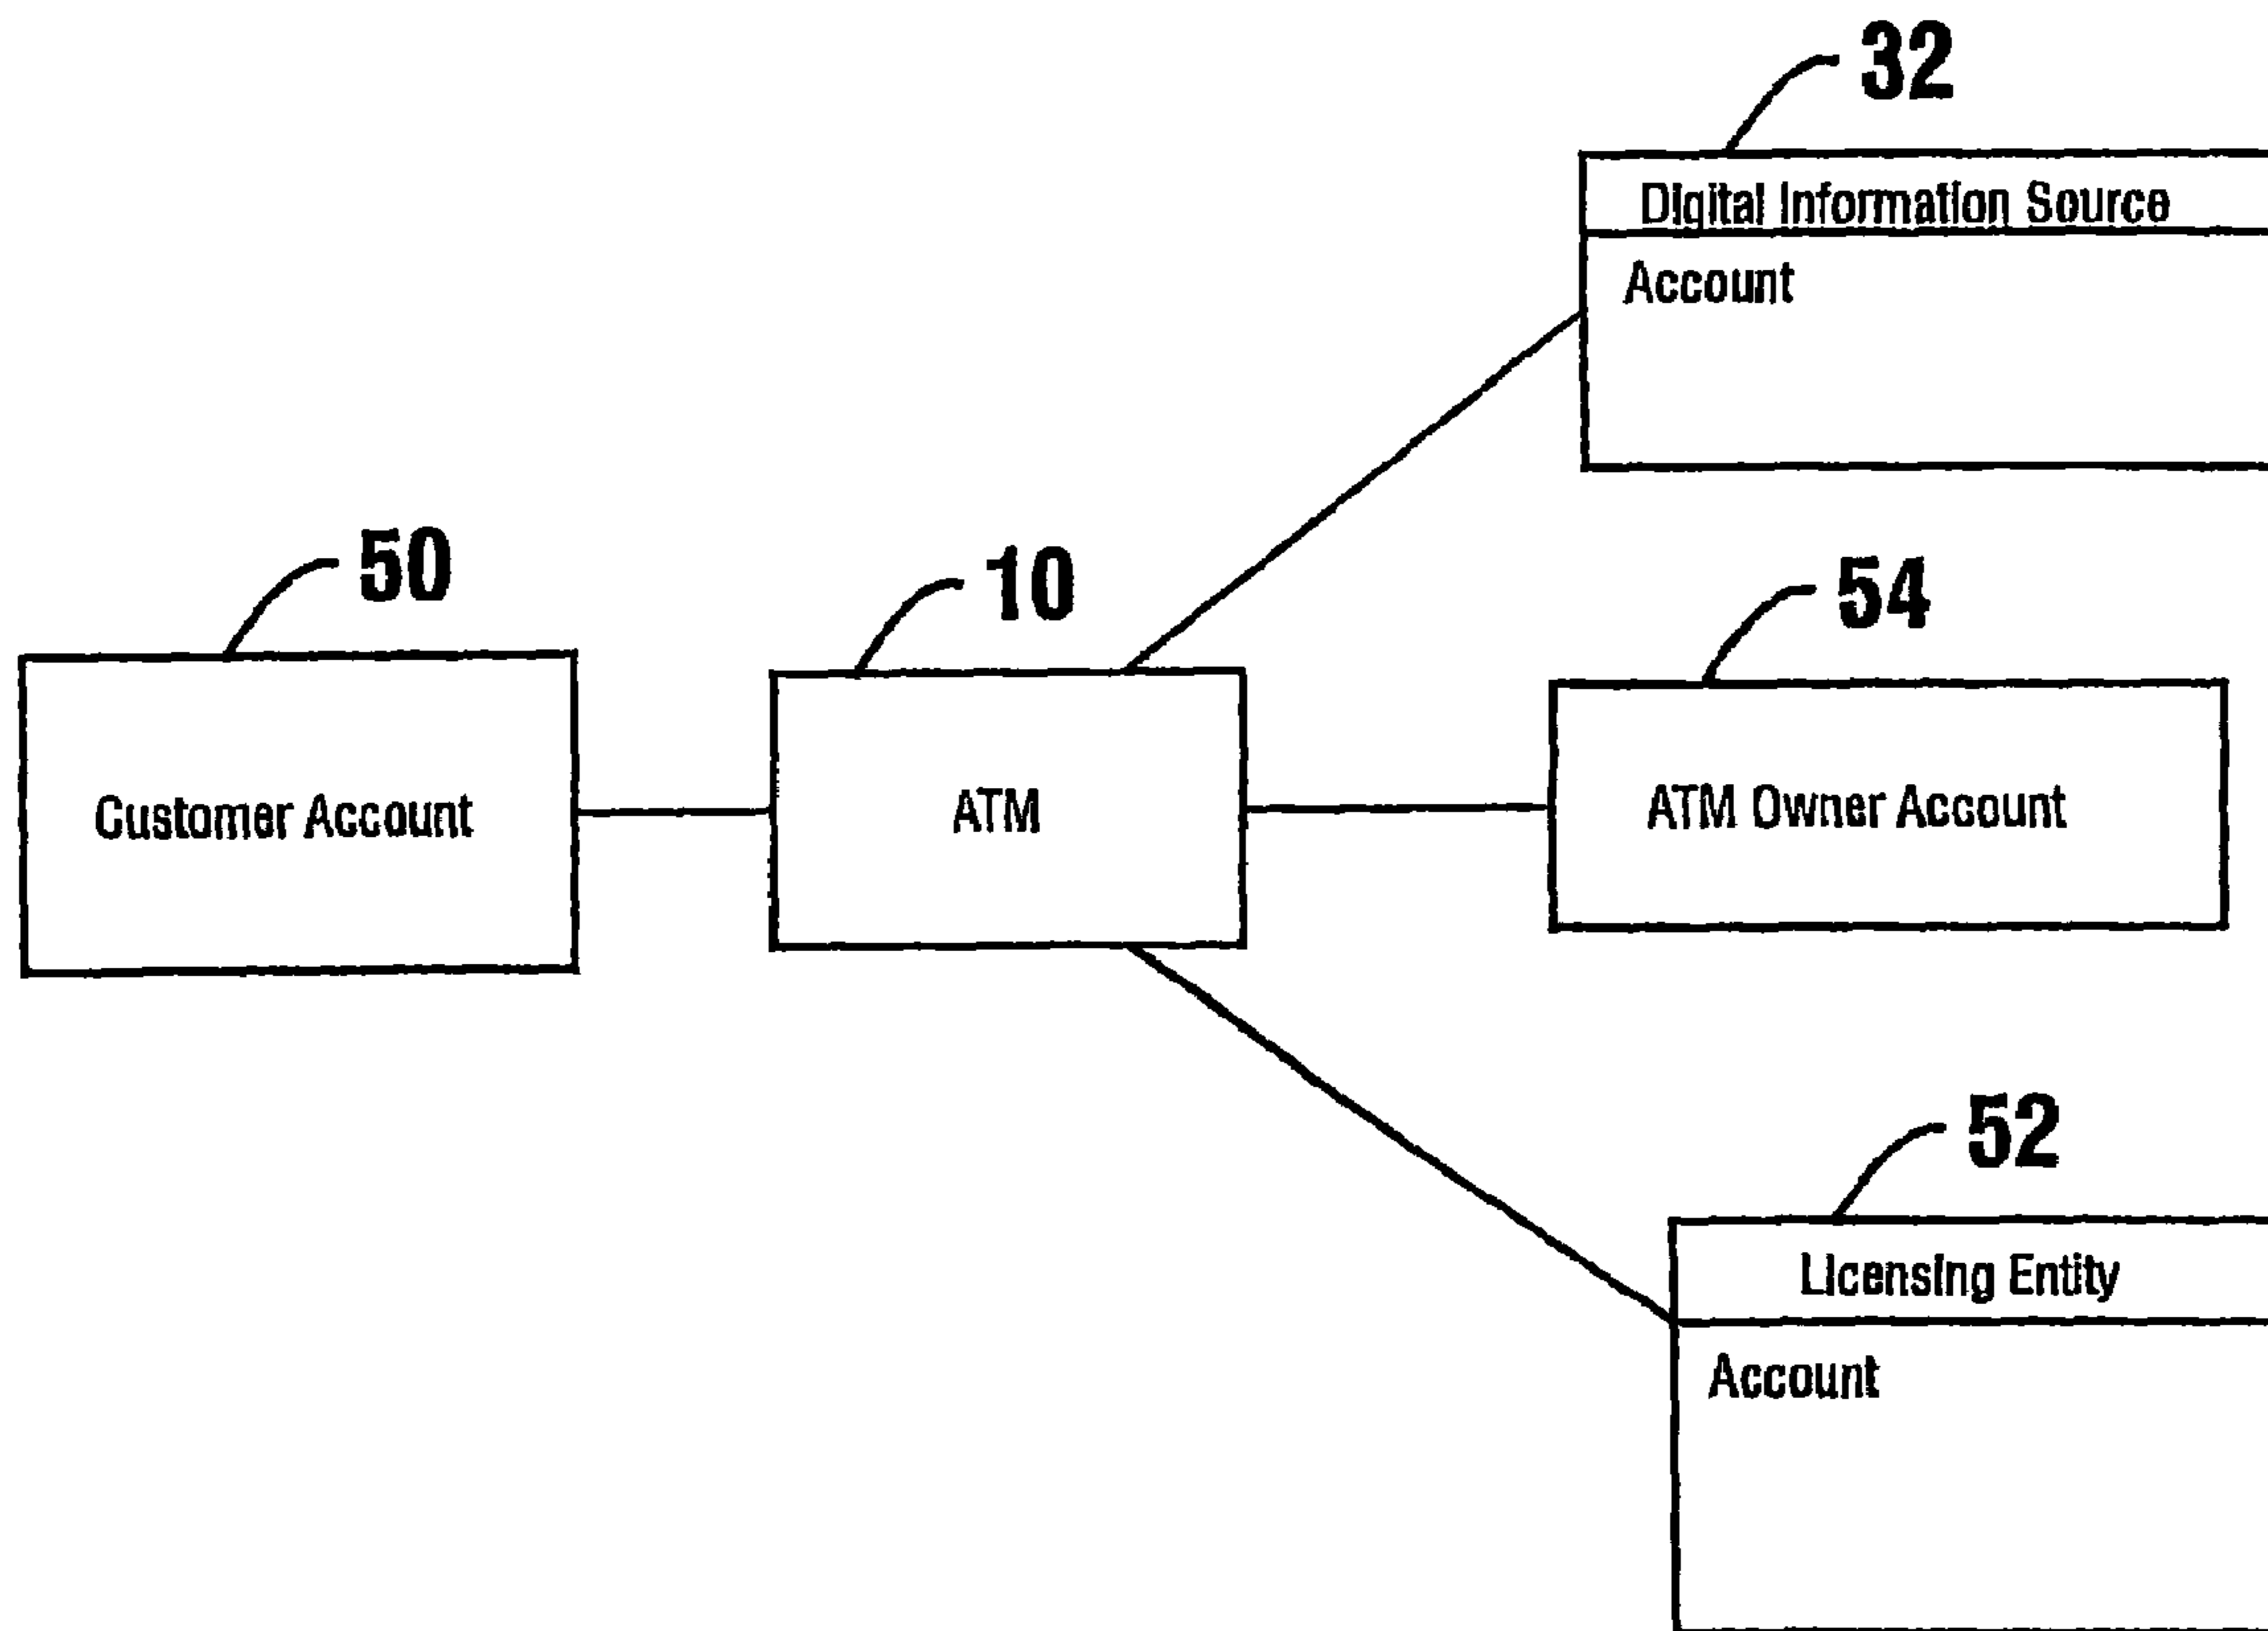 32
Digital Information Source
Account
50
10
54
Customer Account
ATM
ATM Owner Account
52
Licensing Entity
Account